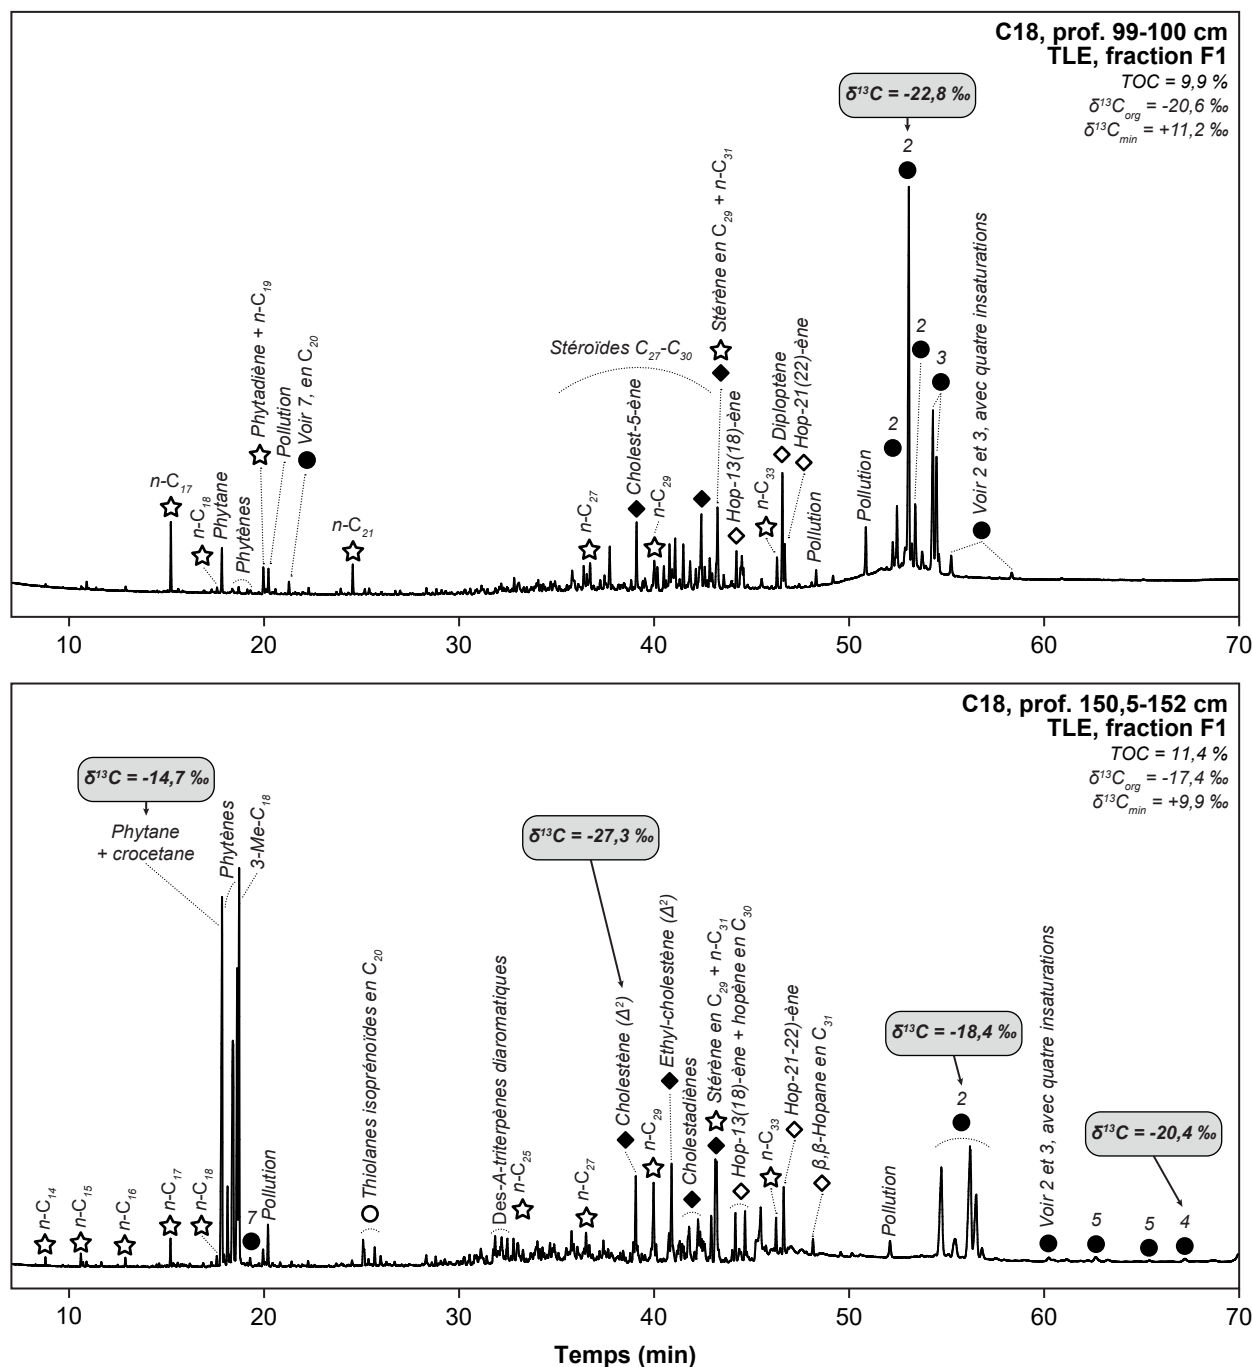 C18, prof. 99-100 cm
TLE, fraction F1
TOC = 9,9 %
δ¹³C_org = -20,6 ‰
δ¹³C_min = +11,2 ‰
δ¹³C = -22,8 ‰
n-C₁₇
n-C₁₈
Phytane
Phytènes
Phytadiène + n-C₁₉
Pollution
Voir 7, en C₂₀
n-C₂₁
Stéroïdes C₂₇-C₃₀
n-C₂₇
Cholest-5-ène
n-C₂₉
Stérène en C₂₉ + n-C₃₁
Hop-13(18)-ène
n-C₃₃
Diploptène
Hop-21(22)-ène
Pollution
Pollution
2
2
2
3
Voir 2 et 3, avec quatre insaturations
10 20 30 40 50 60 70
C18, prof. 150,5-152 cm
TLE, fraction F1
TOC = 11,4 %
δ¹³C_org = -17,4 ‰
δ¹³C_min = +9,9 ‰
δ¹³C = -14,7 ‰
Phytane
+ crocetane
Phytènes
3-Me-C₁₈
δ¹³C = -27,3 ‰
n-C₁₄
n-C₁₅
n-C₁₆
n-C₁₇
n-C₁₈
7
Pollution
Thiolanes isoprénoïdes en C₂₀
Des-A-triterpènes diaromatiques
n-C₂₅
n-C₂₇
Cholestène (Δ²)
n-C₂₉
Ethyl-cholestène (Δ²)
Cholestadiènes
Stérène en C₂₉ + n-C₃₁
Hop-13(18)-ène + hopène en C₃₀
n-C₃₃
Hop-21-22)-ène
β,β-Hopane en C₃₁
Pollution
δ¹³C = -18,4 ‰
2
Voir 2 et 3, avec quatre insaturations
5
5
4
δ¹³C = -20,4 ‰
10 20 30 40 50 60 70
Temps (min)